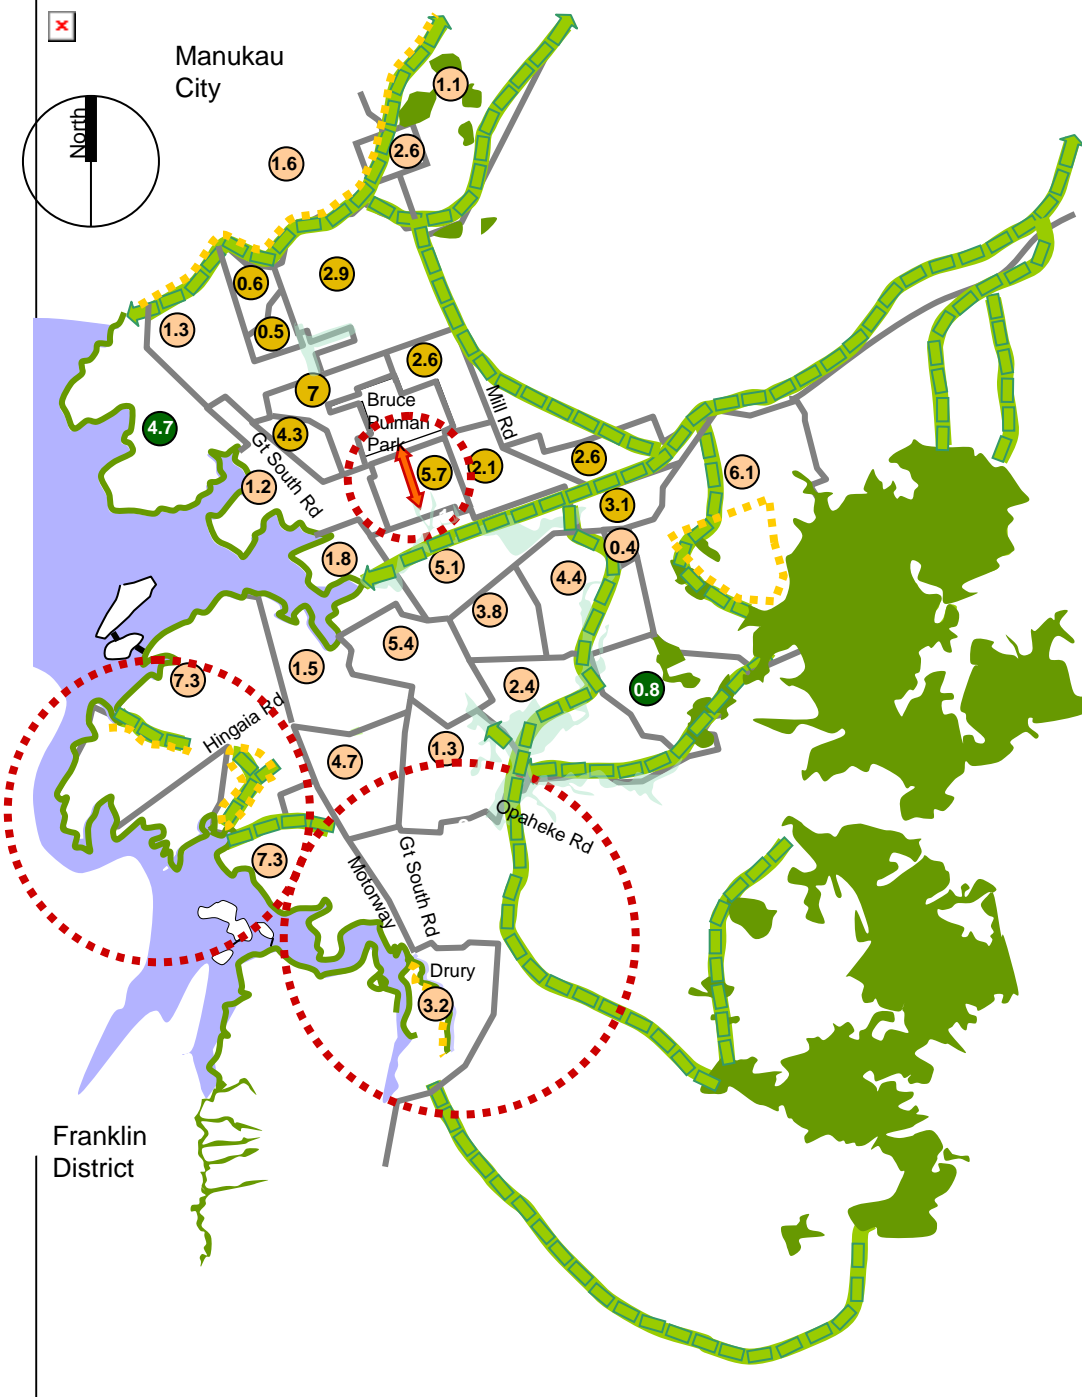 Manukau
City
North
1.1
2.6
1.6
2.9
0.6
1.3
0.5
2.6
7
Bruce
Pulman
Park
Mill Rd
4.7
4.3
Gt South Rd
5.7
2.1
2.6
6.1
1.2
3.1
0.4
1.8
5.1
4.4
3.8
5.4
1.5
7.3
2.4
0.8
Hingaia Rd
4.7
1.3
Opaheke Rd
7.3
Motorway
Gt South Rd
Drury
3.2
Franklin
District